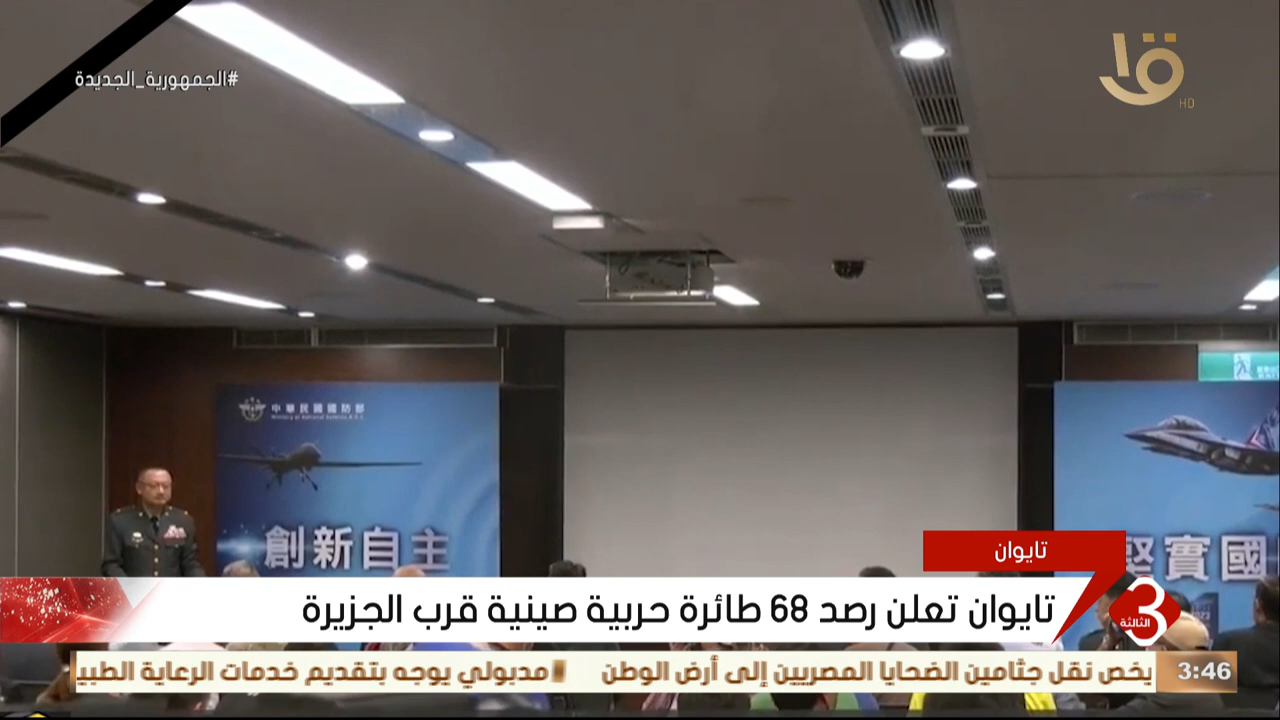 #الجمهورية_الجديدة
HD
中華民國國防部
Ministry of National Defense R.O.C
創新自主
堅實國
تايوان
تايوان تعلن رصد 68 طائرة حربية صينية قرب الجزيرة
3
الثالثة
يخص نقل جثامين الضحايا المصريين إلى أرض الوطن
مدبولي يوجه بتقديم خدمات الرعاية الطبي
3:46